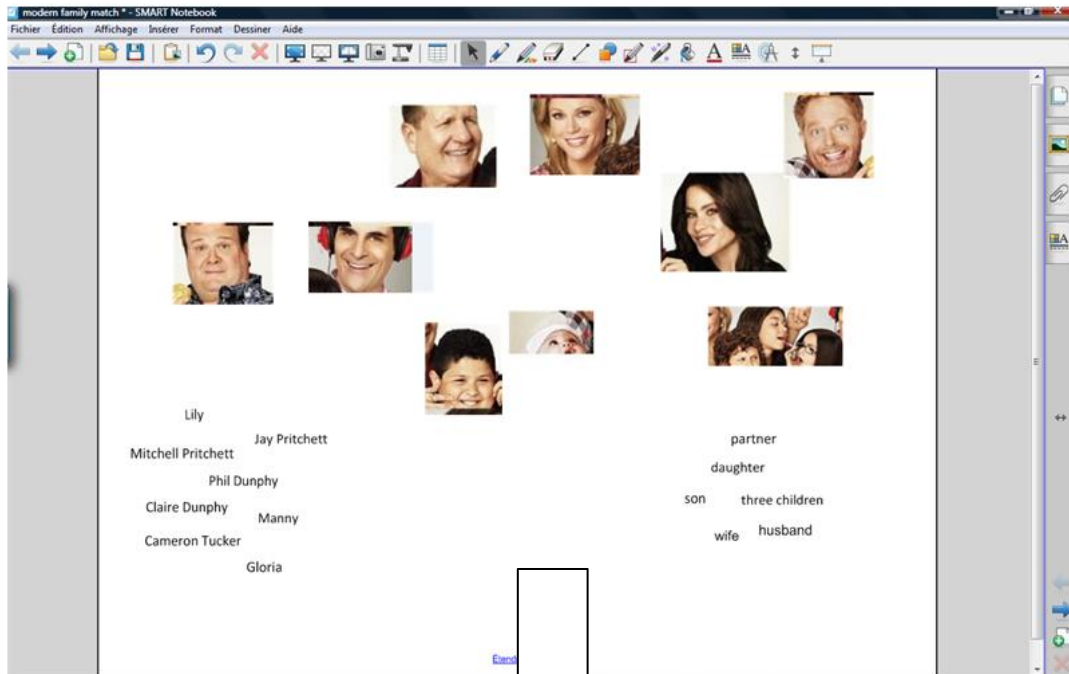 modern family match * - SMART Notebook
Fichier Édition Affichage Insérer Format Dessiner Aide
Lily
Jay Pritchett
Mitchell Pritchett
Phil Dunphy
Claire Dunphy
Manny
Cameron Tucker
Gloria
partner
daughter
son three children
wife husband